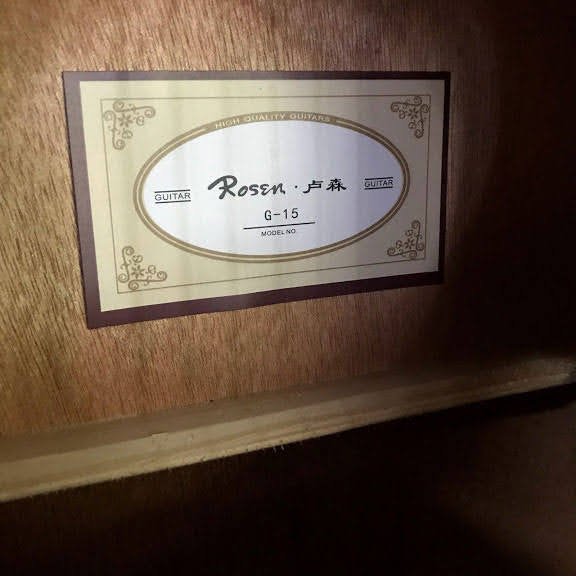 HIGH QUALITY GUITARS
GUITAR Rosen · 卢森 GUITAR
G-15
MODEL NO.